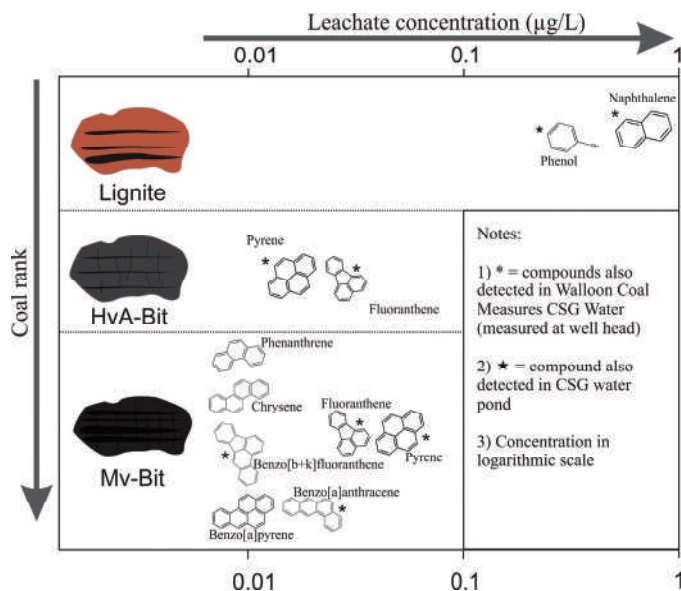 Leachate concentration (µg/L)
0.01 0.1 1
Coal rank
Naphthalene
*
*
Phenol
Lignite
Pyrene
*
*
Fluoranthene
HvA-Bit
Notes:
1) * = compounds also
detected in Walloon Coal
Measures CSG Water
(measured at well head)
2) ★ = compound also
detected in CSG water
pond
3) Concentration in
logarithmic scale
Phenanthrene
Chrysene
Fluoranthene
*
*
Pyrene
*
Benzo[b+k]fluoranthene
Mv-Bit
Benzo[a]anthracene
*
Benzo[a]pyrene
0.01 0.1 1